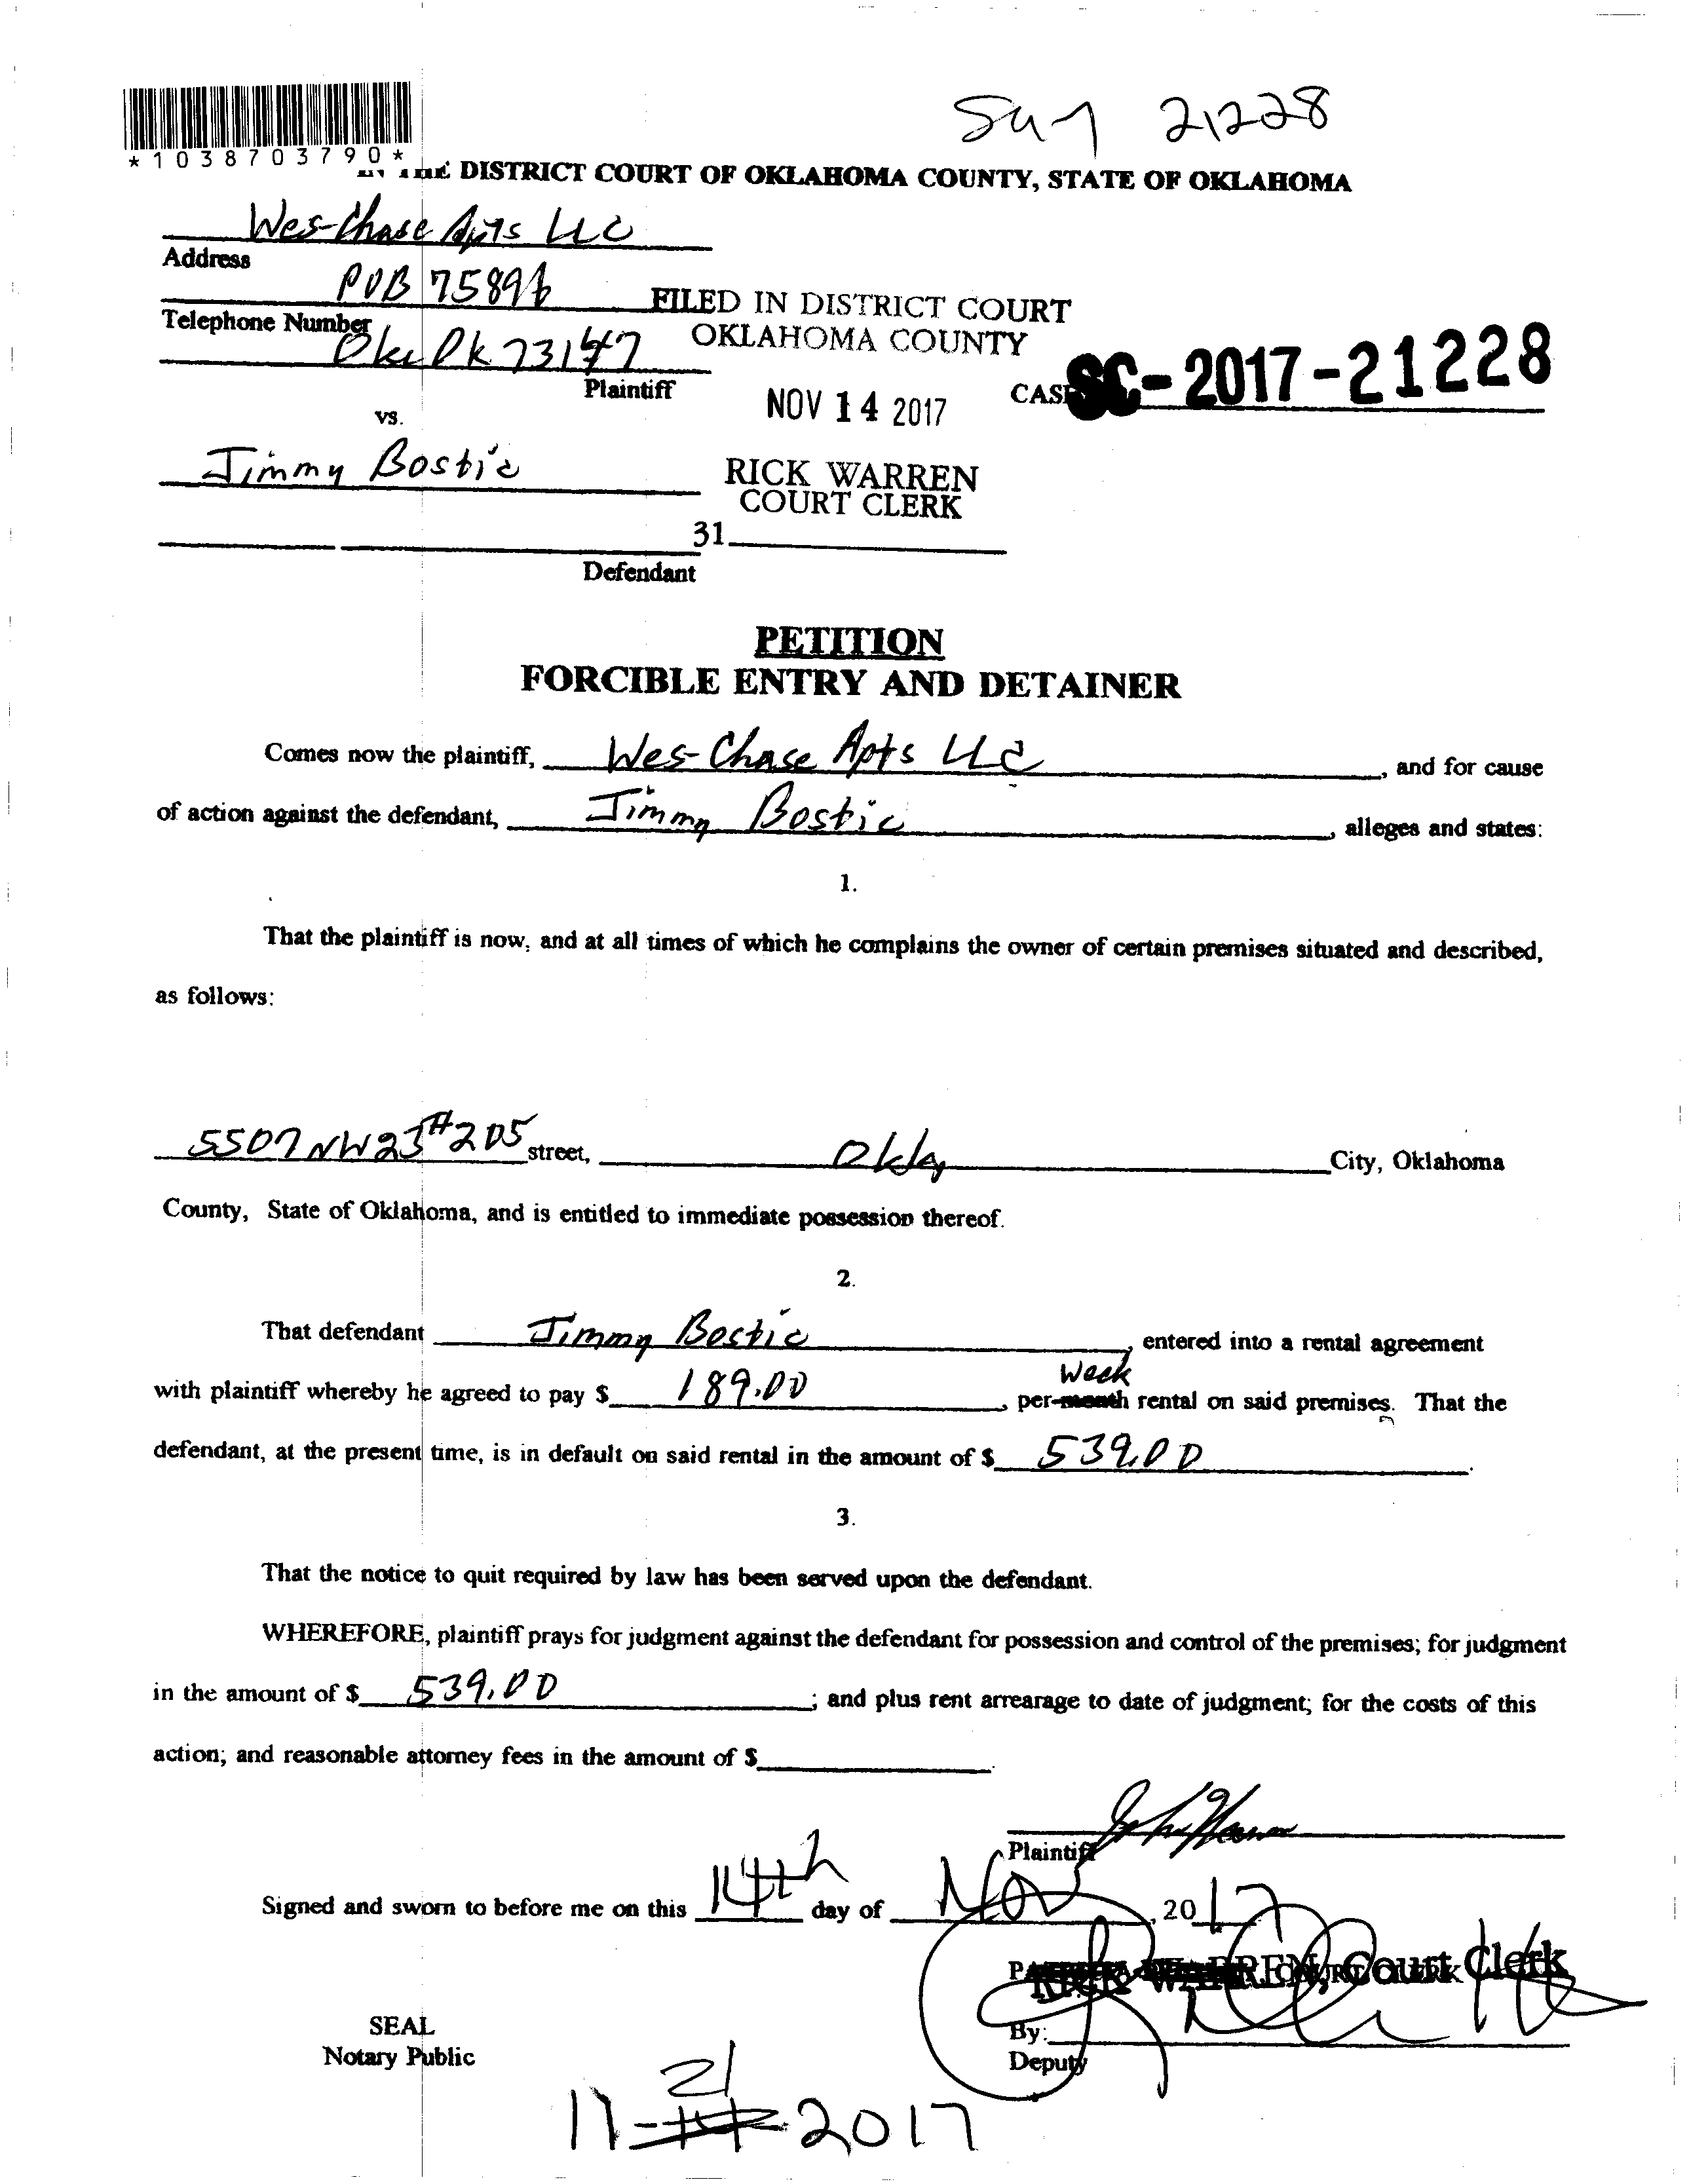 21228
*1038703790*
THE DISTRICT COURT OF OKLAHOMA COUNTY, STATE OF OKLAHOMA
Wes-Chase Apts LLC
Address
POB 75896
Telephone Number
Okc Ok 73147
Plaintiff
FILED IN DISTRICT COURT
OKLAHOMA COUNTY
NOV 14 2017
CASE SC-2017-21228
vs.
Jimmy Bostic
RICK WARREN
COURT CLERK
31
Defendant
PETITION
FORCIBLE ENTRY AND DETAINER
Comes now the plaintiff, Wes-Chase Apts LLC, and for cause
of action against the defendant, Jimmy Bostic, alleges and states:
1.
That the plaintiff is now, and at all times of which he complains the owner of certain premises situated and described,
as follows:
5507 NW 23 #205 street, Okla City, Oklahoma
County, State of Oklahoma, and is entitled to immediate possession thereof.
2.
That defendant Jimmy Bostic, entered into a rental agreement
Week
with plaintiff whereby he agreed to pay $ 189.00, per month rental on said premises. That the
defendant, at the present time, is in default on said rental in the amount of $ 539.00.
3.
That the notice to quit required by law has been served upon the defendant.
WHEREFORE, plaintiff prays for judgment against the defendant for possession and control of the premises; for judgment
in the amount of $ 539.00; and plus rent arrearage to date of judgment; for the costs of this
action; and reasonable attorney fees in the amount of $.
Plaintiff
Signed and sworn to before me on this 14th day of Nov, 2017
RICK WARREN, Court Clerk
SEAL
Notary Public
By:
Deputy
21
11-14-2017